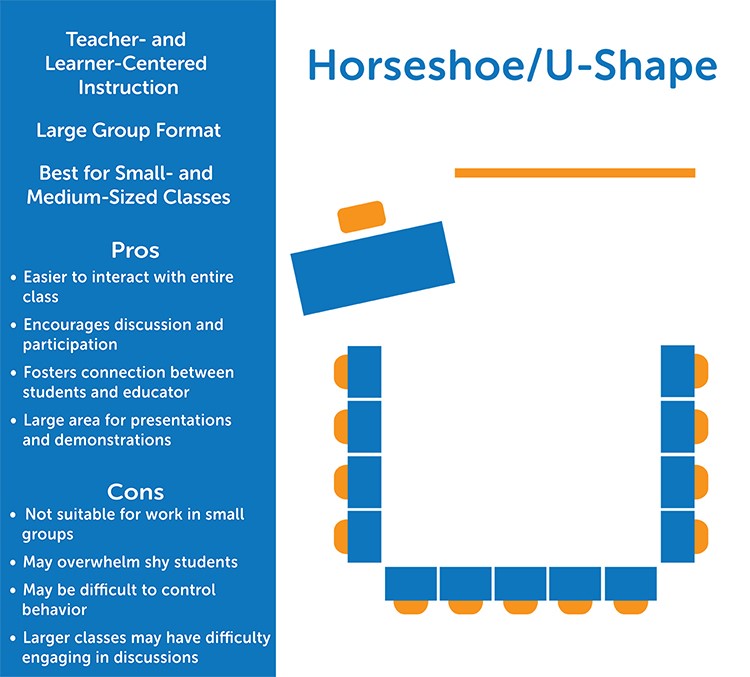 Teacher- and
Learner-Centered
Instruction
Large Group Format
Best for Small- and
Medium-Sized Classes
Pros
• Easier to interact with entire
class
• Encourages discussion and
participation
• Fosters connection between
students and educator
• Large area for presentations
and demonstrations
Cons
• Not suitable for work in small
groups
• May overwhelm shy students
• May be difficult to control
behavior
• Larger classes may have difficulty
engaging in discussions
Horseshoe/U-Shape